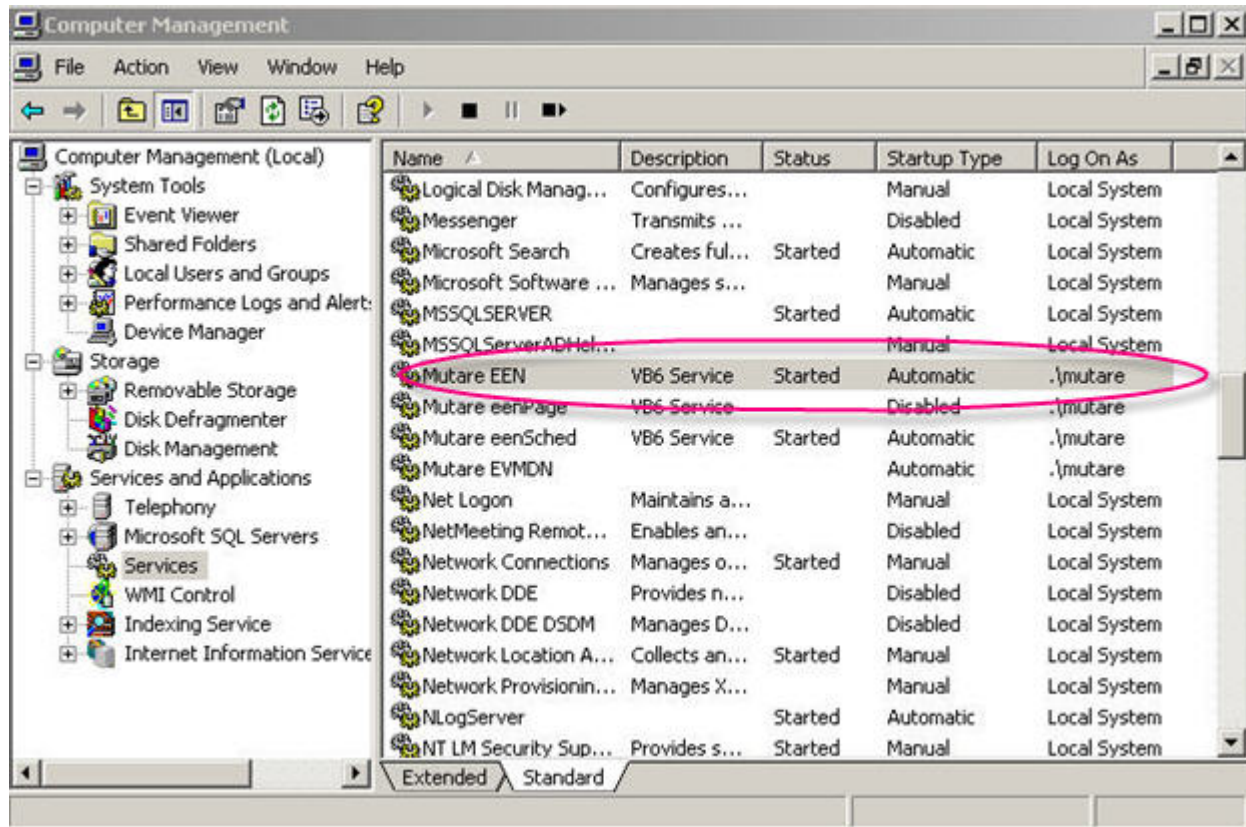 Computer Management
File Action View Window Help
Computer Management (Local)
System Tools
Event Viewer
Shared Folders
Local Users and Groups
Performance Logs and Alert
Device Manager
Storage
Removable Storage
Disk Defragmenter
Disk Management
Services and Applications
Telephony
Microsoft SQL Servers
Services
WMI Control
Indexing Service
Internet Information Service
Name Description Status Startup Type Log On As
Logical Disk Manag... Configures... Manual Local System
Messenger Transmits ... Disabled Local System
Microsoft Search Creates ful... Started Automatic Local System
Microsoft Software ... Manages s... Manual Local System
MSSQLSERVER Started Automatic Local System
MSSQLServerADHel... Manual Local System
Mutare EEN VB6 Service Started Automatic .\mutare
Mutare eenPage VB6 Service Disabled .\mutare
Mutare eenSched VB6 Service Started Automatic .\mutare
Mutare EVMDN Automatic .\mutare
Net Logon Maintains a... Manual Local System
NetMeeting Remot... Enables an... Disabled Local System
Network Connections Manages o... Started Manual Local System
Network DDE Provides n... Disabled Local System
Network DDE DSDM Manages D... Disabled Local System
Network Location A... Collects an... Started Manual Local System
Network Provisionin... Manages X... Manual Local System
NLogServer Started Automatic Local System
NT LM Security Sup... Provides s... Started Manual Local System
Extended Standard